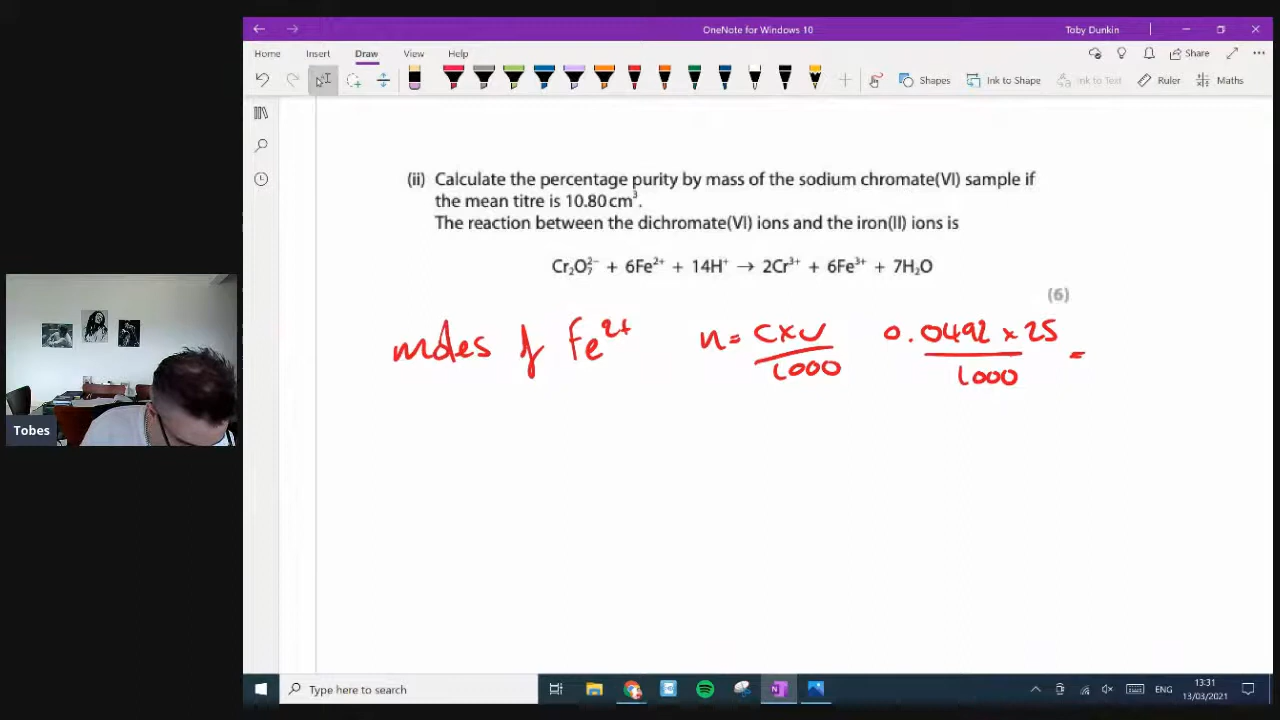 OneNote for Windows 10
Toby Dunkin
Home Insert Draw View Help
Share
Shapes Ink to Shape Ink to Text Ruler Maths
(ii) Calculate the percentage purity by mass of the sodium chromate(VI) sample if
the mean titre is 10.80 cm³.
The reaction between the dichromate(VI) ions and the iron(II) ions is
Cr₂O₇²⁻ + 6Fe²⁺ + 14H⁺ → 2Cr³⁺ + 6Fe³⁺ + 7H₂O
(6)
moles of Fe²⁺ n = C×V/1000 0.0492 × 25/1000 =
Tobes
Type here to search
ENG
13:31
13/03/2021